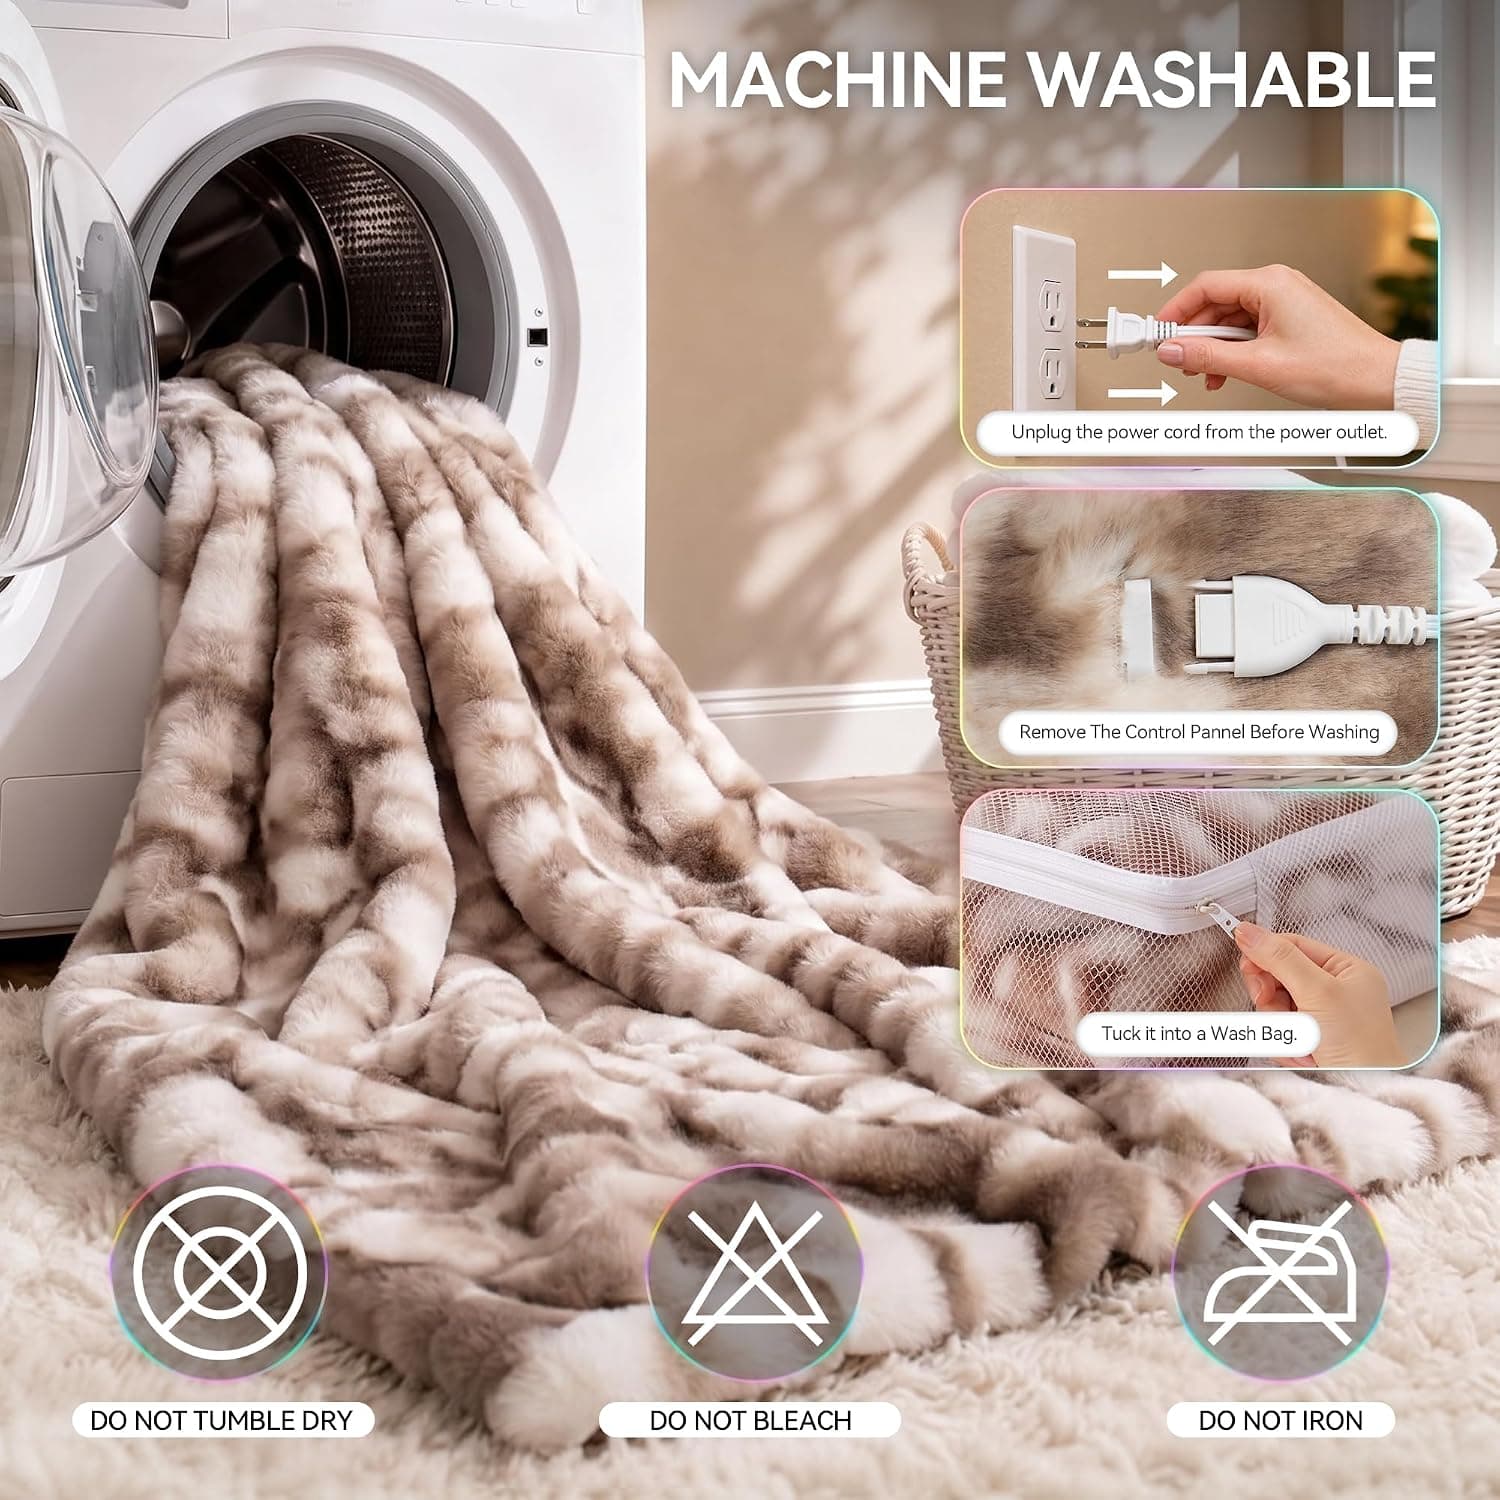 MACHINE WASHABLE
Unplug the power cord from the power outlet.
Remove The Control Pannel Before Washing
Tuck it into a Wash Bag.
DO NOT TUMBLE DRY
DO NOT BLEACH
DO NOT IRON